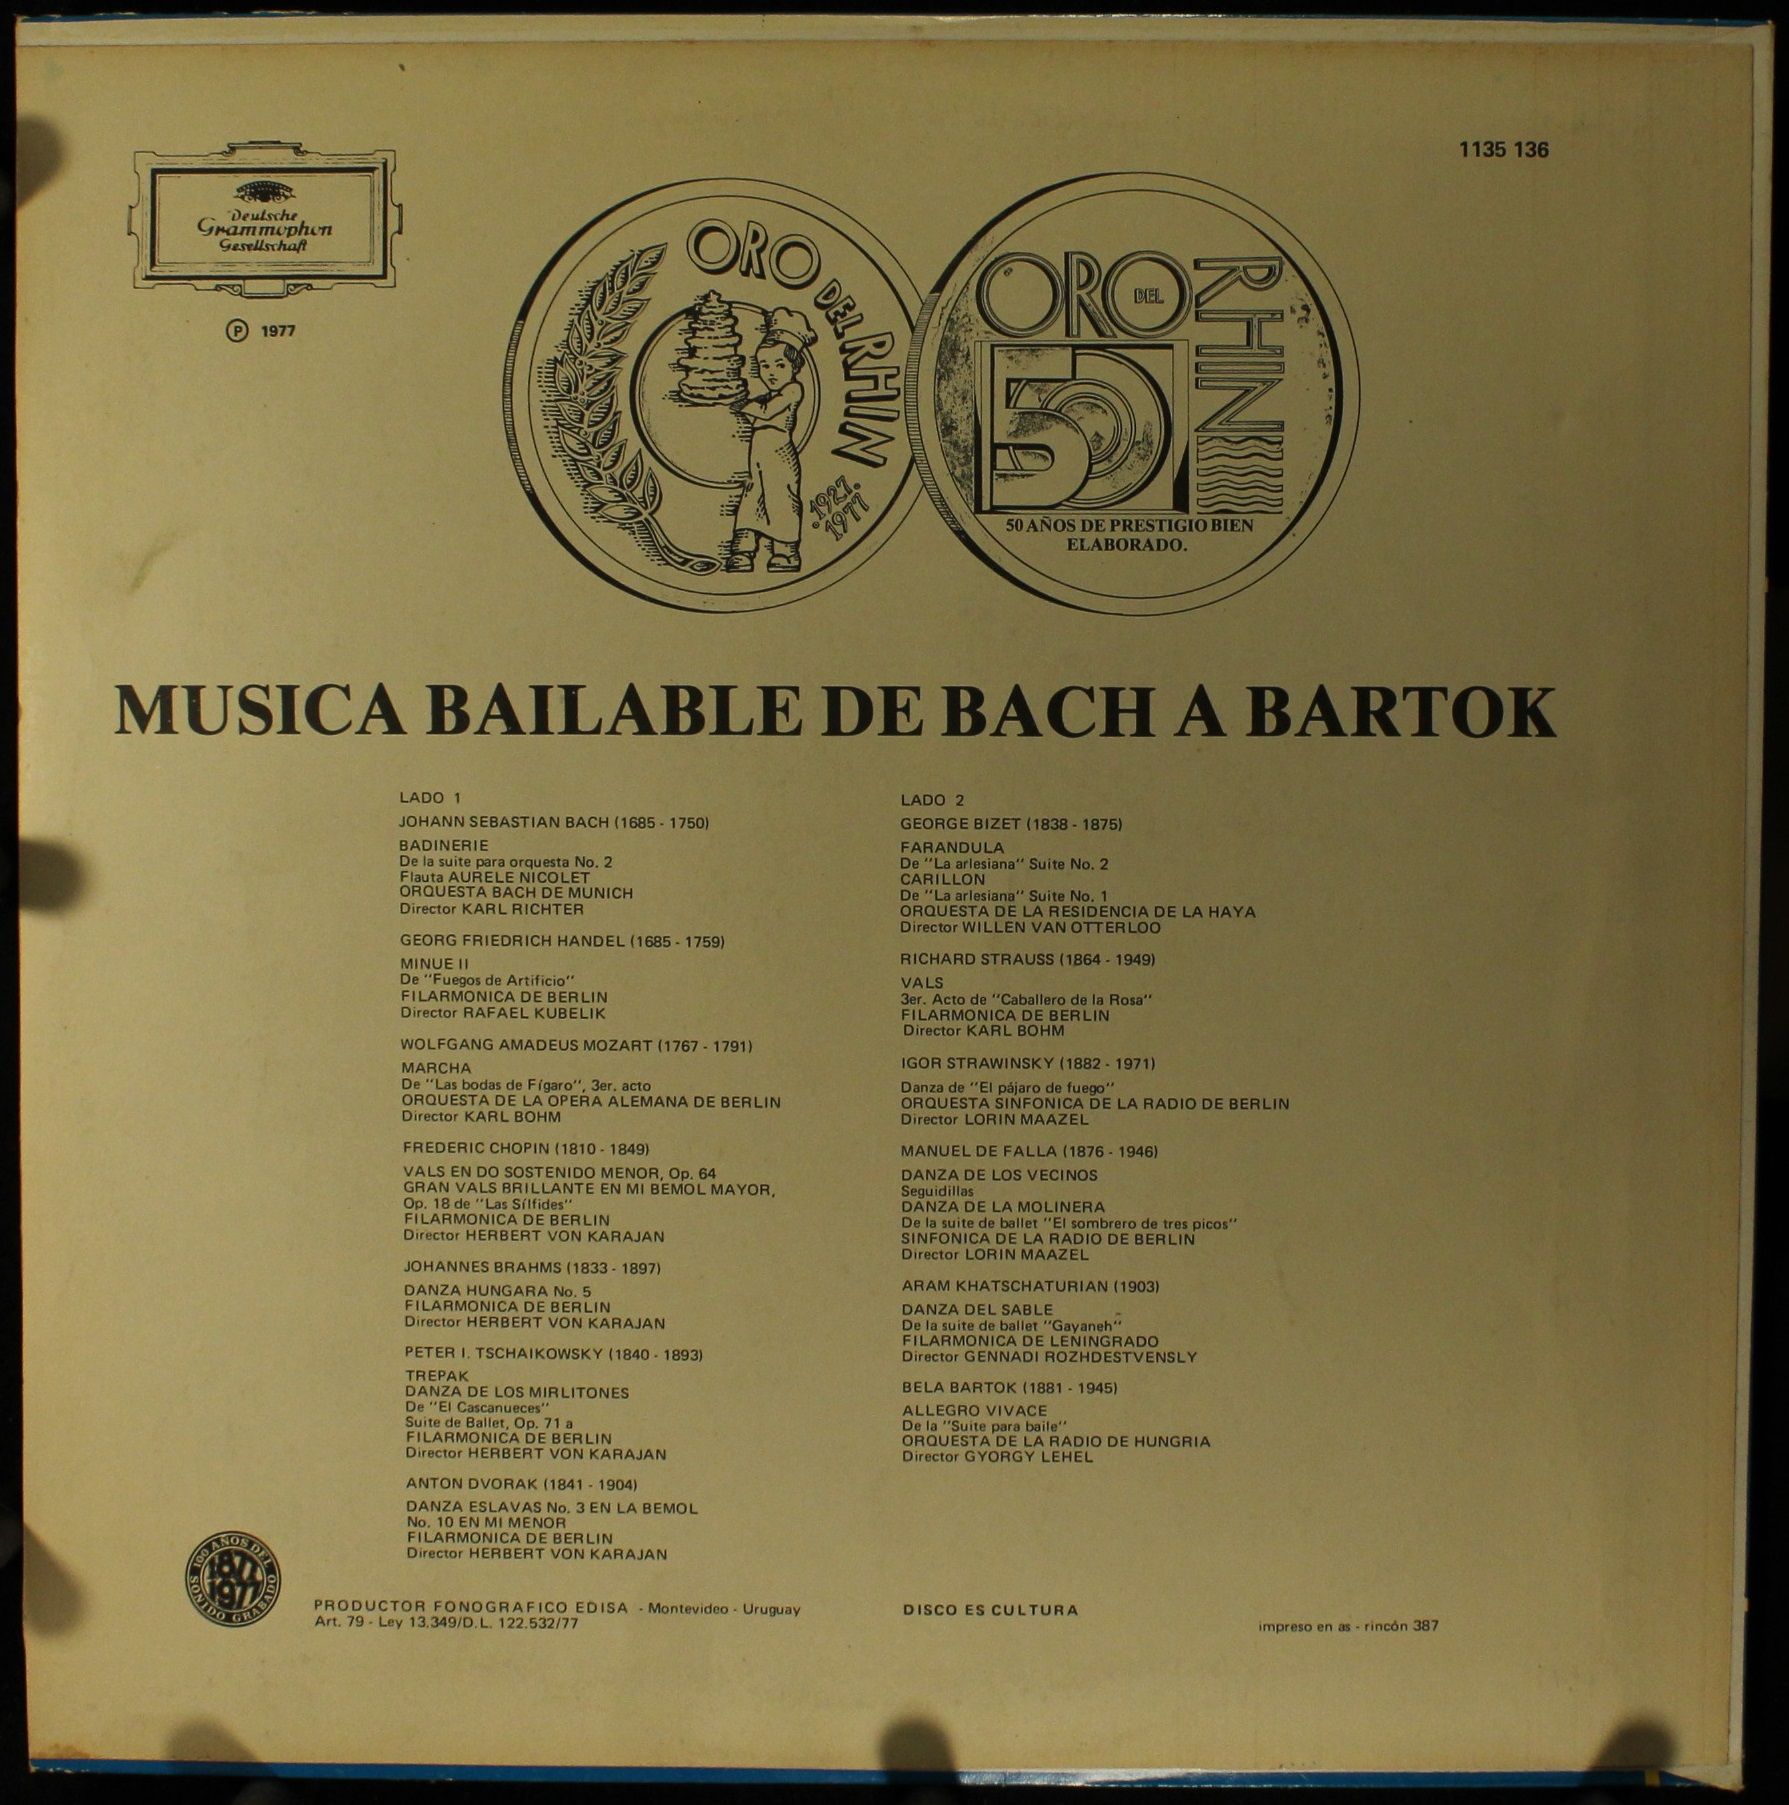 1135 136
Deutsche
Grammophon
Gesellschaft
Ⓟ 1977
ORO DEL RHIN
1927
1977
ORO DEL RHIN
50
50 AÑOS DE PRESTIGIO BIEN
ELABORADO.
MUSICA BAILABLE DE BACH A BARTOK
LADO 1
JOHANN SEBASTIAN BACH (1685 - 1750)
BADINERIE
De la suite para orquesta No. 2
Flauta AURELE NICOLET
ORQUESTA BACH DE MUNICH
Director KARL RICHTER
GEORG FRIEDRICH HANDEL (1685 - 1759)
MINUE II
De "Fuegos de Artificio"
FILARMONICA DE BERLIN
Director RAFAEL KUBELIK
WOLFGANG AMADEUS MOZART (1767 - 1791)
MARCHA
De "Las bodas de Fígaro", 3er. acto
ORQUESTA DE LA OPERA ALEMANA DE BERLIN
Director KARL BOHM
FREDERIC CHOPIN (1810 - 1849)
VALS EN DO SOSTENIDO MENOR, Op. 64
GRAN VALS BRILLANTE EN MI BEMOL MAYOR,
Op. 18 de "Las Sílfides"
FILARMONICA DE BERLIN
Director HERBERT VON KARAJAN
JOHANNES BRAHMS (1833 - 1897)
DANZA HUNGARA No. 5
FILARMONICA DE BERLIN
Director HERBERT VON KARAJAN
PETER I. TSCHAIKOWSKY (1840 - 1893)
TREPAK
DANZA DE LOS MIRLITONES
De "El Cascanueces"
Suite de Ballet, Op. 71 a
FILARMONICA DE BERLIN
Director HERBERT VON KARAJAN
ANTON DVORAK (1841 - 1904)
DANZA ESLAVAS No. 3 EN LA BEMOL
No. 10 EN MI MENOR
FILARMONICA DE BERLIN
Director HERBERT VON KARAJAN
LADO 2
GEORGE BIZET (1838 - 1875)
FARANDULA
De "La arlesiana" Suite No. 2
CARILLON
De "La arlesiana" Suite No. 1
ORQUESTA DE LA RESIDENCIA DE LA HAYA
Director WILLEN VAN OTTERLOO
RICHARD STRAUSS (1864 - 1949)
VALS
3er. Acto de "Caballero de la Rosa"
FILARMONICA DE BERLIN
Director KARL BOHM
IGOR STRAWINSKY (1882 - 1971)
Danza de "El pájaro de fuego"
ORQUESTA SINFONICA DE LA RADIO DE BERLIN
Director LORIN MAAZEL
MANUEL DE FALLA (1876 - 1946)
DANZA DE LOS VECINOS
Seguidillas
DANZA DE LA MOLINERA
De la suite de ballet "El sombrero de tres picos"
SINFONICA DE LA RADIO DE BERLIN
Director LORIN MAAZEL
ARAM KHATSCHATURIAN (1903)
DANZA DEL SABLE
De la suite de ballet "Gayaneh"
FILARMONICA DE LENINGRADO
Director GENNADI ROZHDESTVENSLY
BELA BARTOK (1881 - 1945)
ALLEGRO VIVACE
De la "Suite para baile"
ORQUESTA DE LA RADIO DE HUNGRIA
Director GYORGY LEHEL
100 AÑOS DEL
1877
1977
SONIDO GRABADO
PRODUCTOR FONOGRAFICO EDISA - Montevideo - Uruguay
Art. 79 - Ley 13.349/D.L. 122.532/77
DISCO ES CULTURA
impreso en as - rincón 387